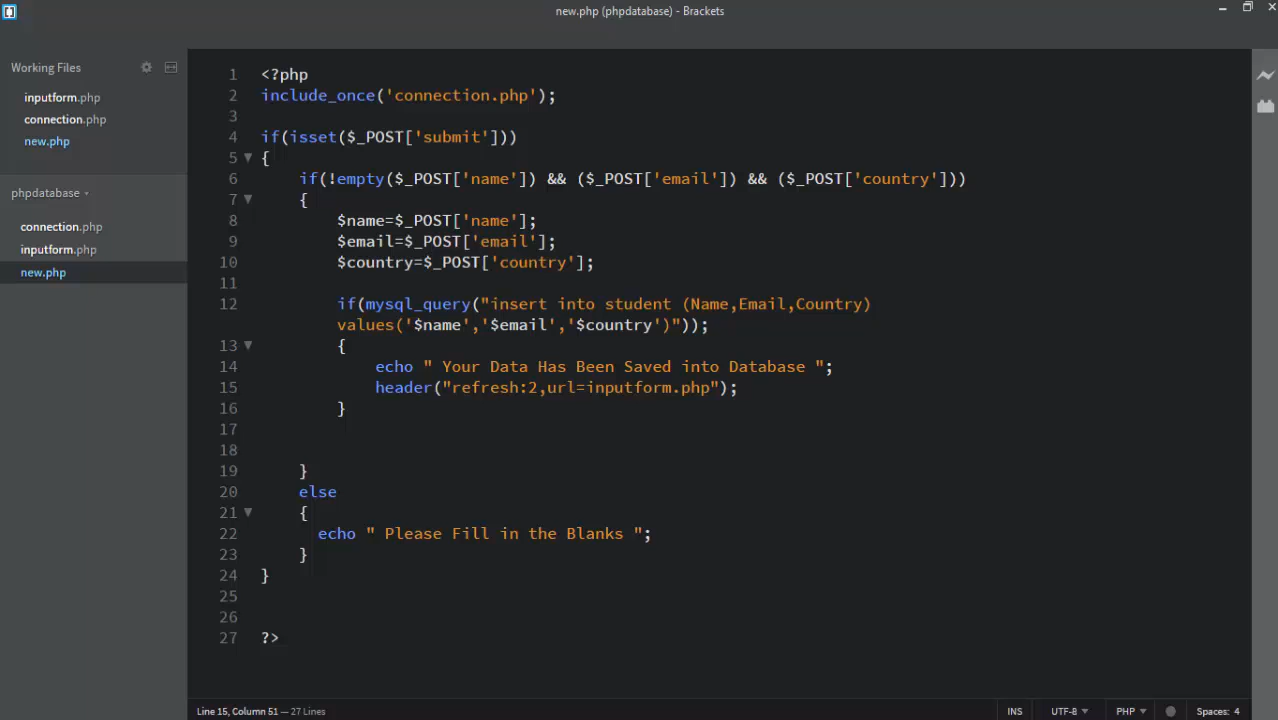 new.php (phpdatabase) - Brackets
Working Files
inputform.php
connection.php
new.php
phpdatabase
connection.php
inputform.php
new.php
1 <?php
2 include_once('connection.php');
3
4 if(isset($_POST['submit']))
5 {
6 if(!empty($_POST['name']) && ($_POST['email']) && ($_POST['country']))
7 {
8 $name=$_POST['name'];
9 $email=$_POST['email'];
10 $country=$_POST['country'];
11
12 if(mysql_query("insert into student (Name,Email,Country)
values('$name','$email','$country')"));
13 {
14 echo " Your Data Has Been Saved into Database ";
15 header("refresh:2,url=inputform.php");
16 }
17
18
19 }
20 else
21 {
22 echo " Please Fill in the Blanks ";
23 }
24 }
25
26
27 ?>
Line 15, Column 51 — 27 Lines
INS UTF-8 PHP Spaces: 4